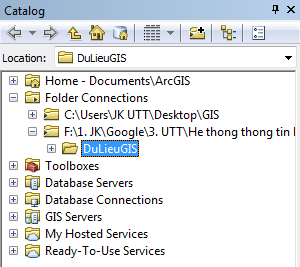 Catalog
Location: DuLieuGIS
Home - Documents\ArcGIS
Folder Connections
C:\Users\JK UTT\Desktop\GIS
F:\1. JK\Google\3. UTT\He thong thong tin
DuLieuGIS
Toolboxes
Database Servers
Database Connections
GIS Servers
My Hosted Services
Ready-To-Use Services